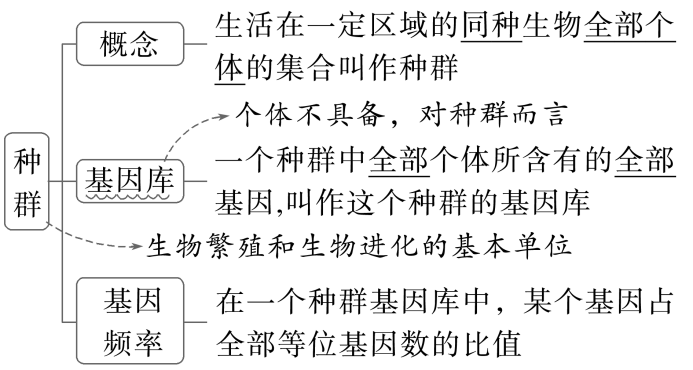 概念
生活在一定区域的同种生物全部个
体的集合叫作种群
个体不具备，对种群而言
种
群
基因库
一个种群中全部个体所含有的全部
基因,叫作这个种群的基因库
生物繁殖和生物进化的基本单位
基因
频率
在一个种群基因库中，某个基因占
全部等位基因数的比值